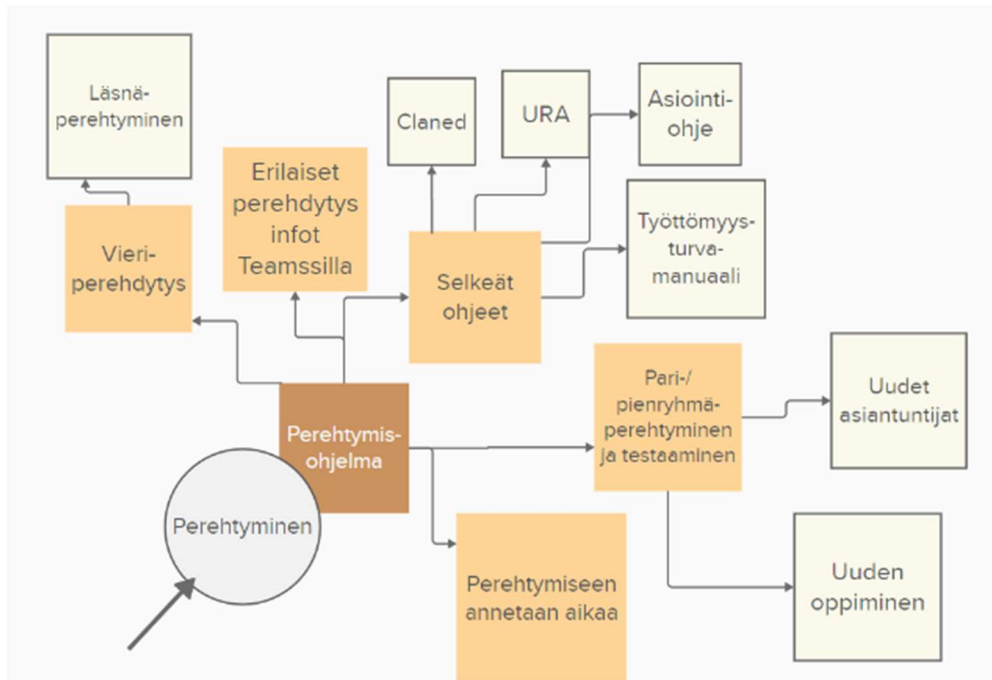 Läsnä-
perehtyminen
Claned
URA
Asiointi-
ohje
Erilaiset
perehdytys
infot
Teamssilla
Vieri-
perehdytys
Selkeät
ohjeet
Työttömyys-
turva-
manuaali
Perehtymis-
ohjelma
Pari-/
pienryhmä-
perehtyminen
ja testaaminen
Uudet
asiantuntijat
Perehtyminen
Perehtymiseen
annetaan aikaa
Uuden
oppiminen